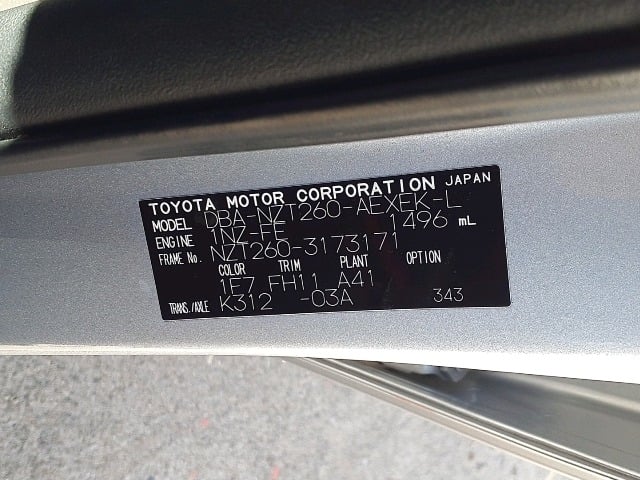 TOYOTA MOTOR CORPORATION JAPAN
MODEL DBA-NZT260-AEXEK-L
ENGINE 1NZ-FE 1496 mL
FRAME No. NZT260-3173171
COLOR TRIM PLANT OPTION
1F7 FH11 A41
TRANS./AXLE K312 -03A 343